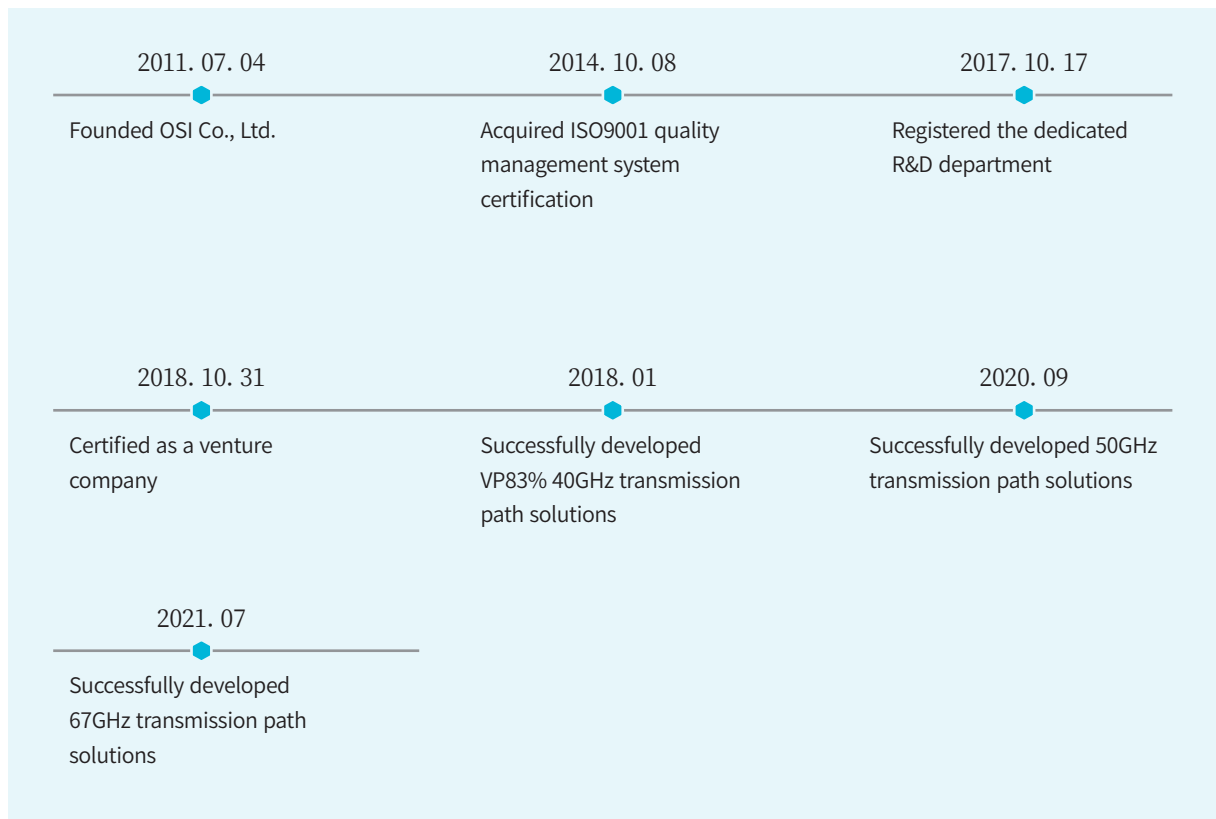 2011. 07. 04
Founded OSI Co., Ltd.
2014. 10. 08
Acquired ISO9001 quality
management system
certification
2017. 10. 17
Registered the dedicated
R&D department
2018. 10. 31
Certified as a venture
company
2018. 01
Successfully developed
VP83% 40GHz transmission
path solutions
2020. 09
Successfully developed 50GHz
transmission path solutions
2021. 07
Successfully developed
67GHz transmission path
solutions